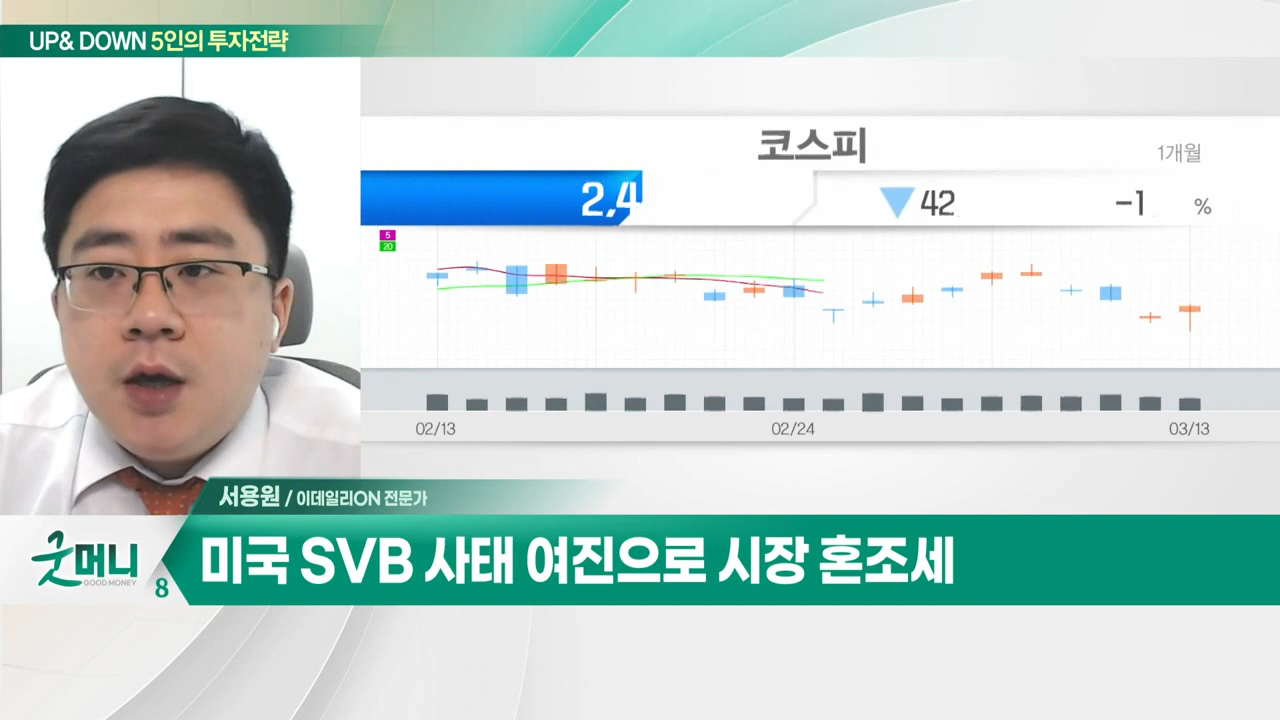 UP& DOWN 5인의 투자전략
코스피
1개월
2,4
▼42 -1 %
5
20
02/13 02/24 03/13
서용원 / 이데일리ON 전문가
굿머니
GOOD MONEY
8
미국 SVB 사태 여진으로 시장 혼조세